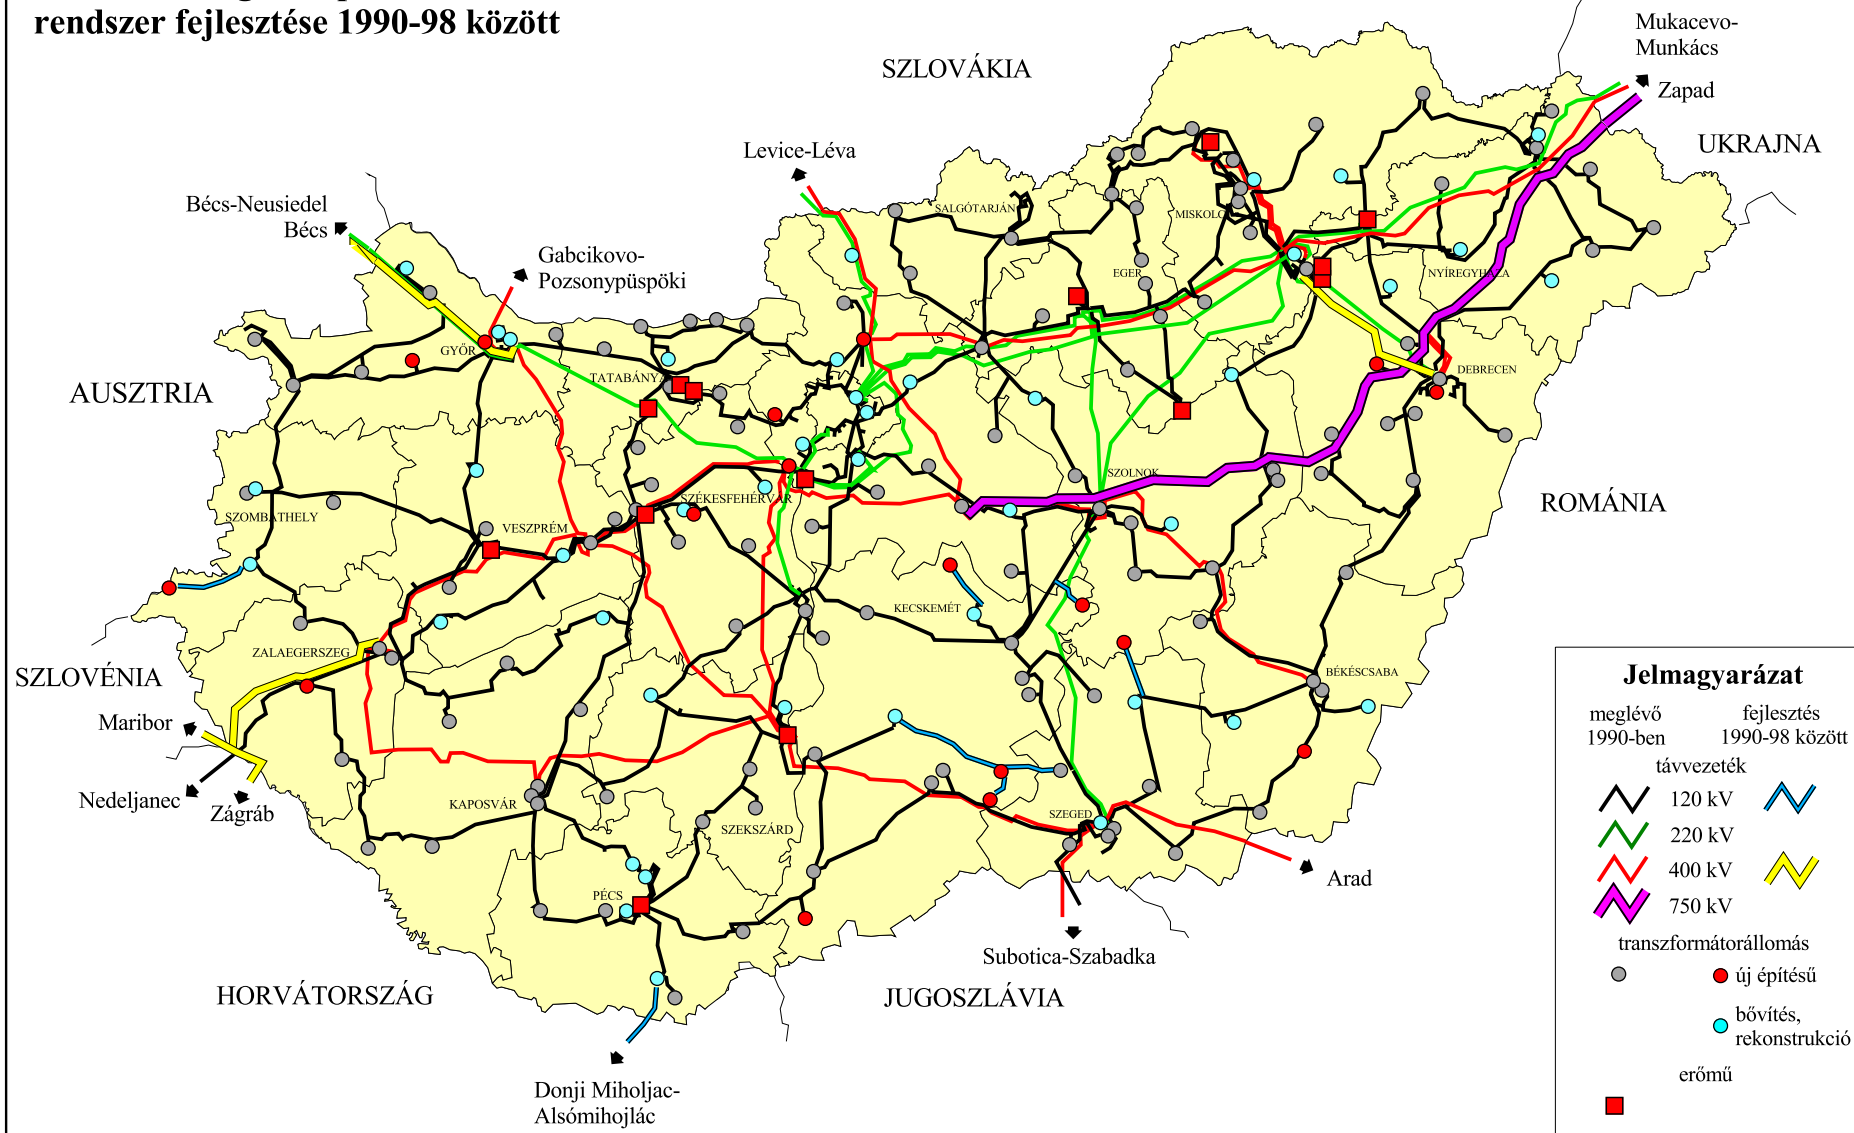 rendszer fejlesztése 1990-98 között
SZLOVÁKIA
Mukacevo-
Munkács
Zapad
UKRAJNA
Levice-Léva
Bécs-Neusiedel
Bécs
Gabcikovo-
Pozsonypüspöki
SALGÓTARJÁN
MISKOLC
EGER
NYÍREGYHÁZA
GYŐR
TATABÁNYA
DEBRECEN
AUSZTRIA
SZOLNOK
SZÉKESFEHÉRVÁR
ROMÁNIA
SZOMBATHELY
VESZPRÉM
KECSKEMÉT
ZALAEGERSZEG
SZLOVÉNIA
BÉKÉSCSABA
Maribor
Nedeljanec
Zágráb
KAPOSVÁR
SZEKSZÁRD
SZEGED
Arad
PÉCS
Subotica-Szabadka
HORVÁTORSZÁG
JUGOSZLÁVIA
Donji Miholjac-
Alsómihojlác
Jelmagyarázat
meglévő fejlesztés
1990-ben 1990-98 között
távvezeték
120 kV
220 kV
400 kV
750 kV
transzformátorállomás
új építésű
bővítés,
rekonstrukció
erőmű